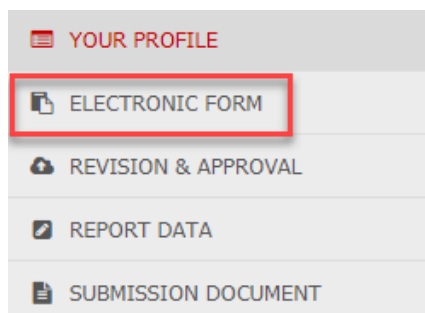 YOUR PROFILE
ELECTRONIC FORM
REVISION & APPROVAL
REPORT DATA
SUBMISSION DOCUMENT